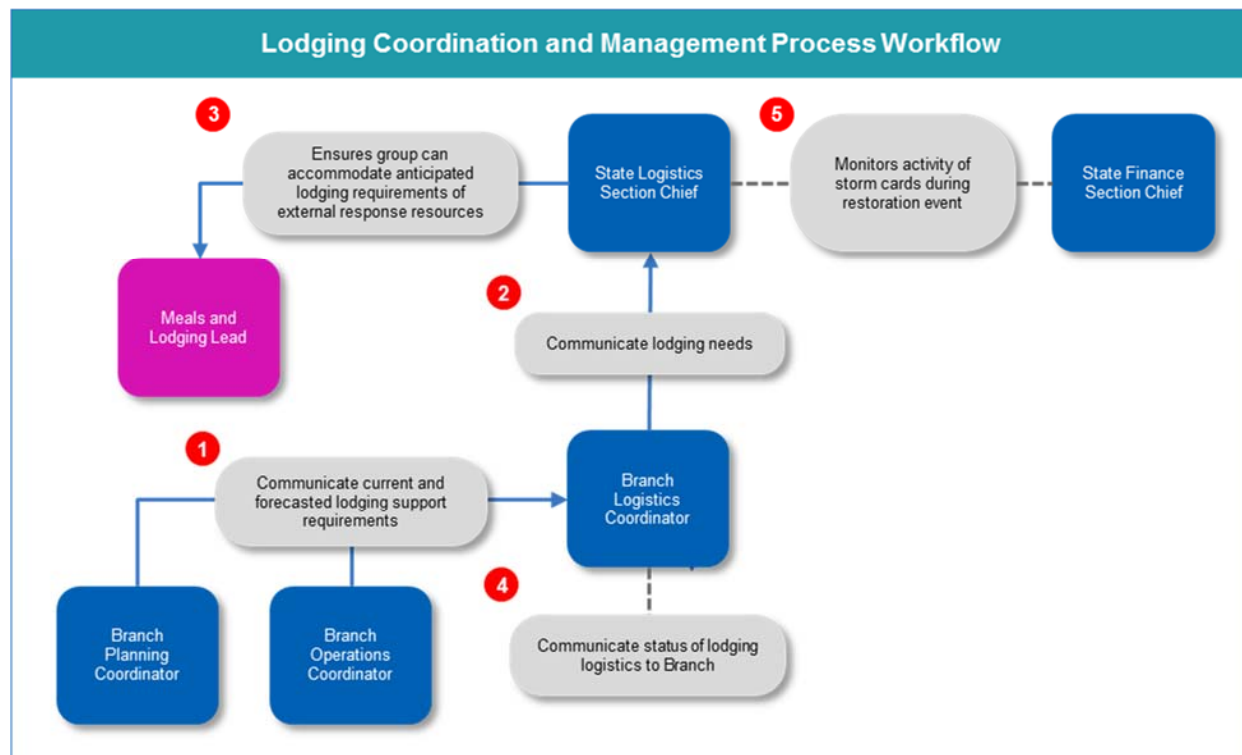 Lodging Coordination and Management Process Workflow
3
Ensures group can
accommodate anticipated
lodging requirements of
external response resources
State Logistics
Section Chief
5
Monitors activity of
storm cards during
restoration event
State Finance
Section Chief
Meals and
Lodging Lead
2
Communicate lodging needs
1
Communicate current and
forecasted lodging support
requirements
Branch
Logistics
Coordinator
4
Communicate status of lodging
logistics to Branch
Branch
Planning
Coordinator
Branch
Operations
Coordinator